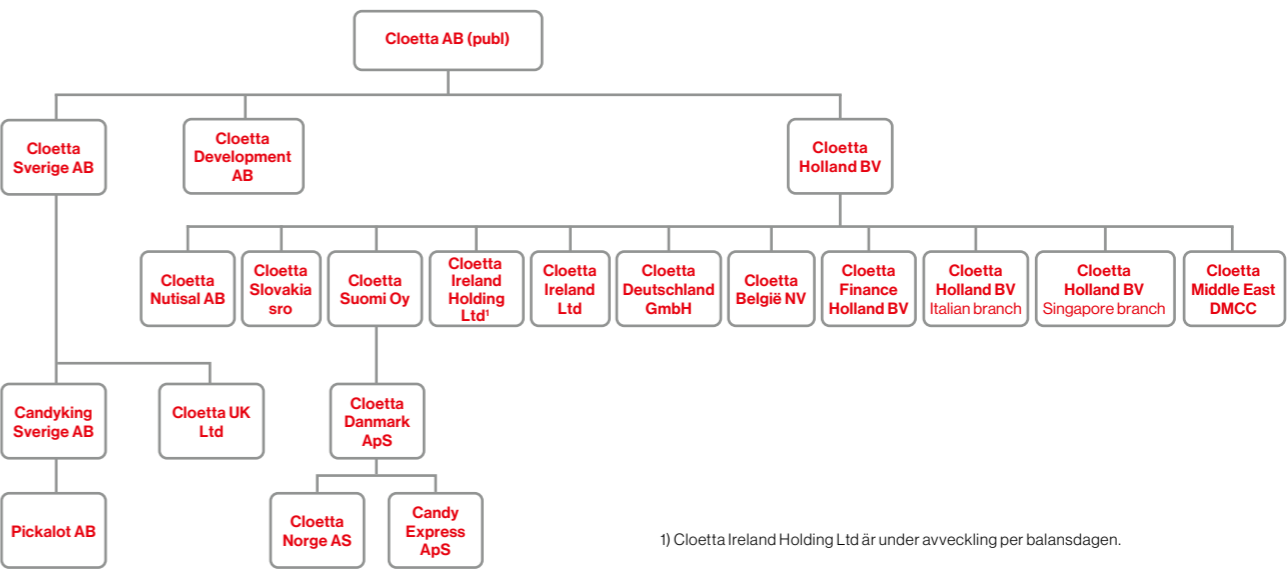 Cloetta AB (publ)
Cloetta
Sverige AB
Cloetta
Development
AB
Cloetta
Holland BV
Cloetta
Nutisal AB
Cloetta
Slovakia
sro
Cloetta
Suomi Oy
Cloetta
Ireland
Holding
Ltd¹
Cloetta
Ireland
Ltd
Cloetta
Deutschland
GmbH
Cloetta
België NV
Cloetta
Finance
Holland BV
Cloetta
Holland BV
Italian branch
Cloetta
Holland BV
Singapore branch
Cloetta
Middle East
DMCC
Candyking
Sverige AB
Cloetta UK
Ltd
Cloetta
Danmark
ApS
Pickalot AB
Cloetta
Norge AS
Candy
Express
ApS
1) Cloetta Ireland Holding Ltd är under avveckling per balansdagen.